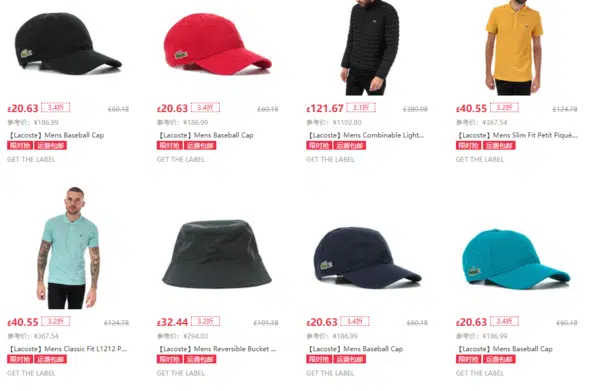 £20.63 3.4折 £60.18
参考价：¥186.99
【Lacoste】Mens Baseball Cap
限时抢 运费包邮
GET THE LABEL
£20.63 3.4折 £60.18
参考价：¥186.99
【Lacoste】Mens Baseball Cap
限时抢 运费包邮
GET THE LABEL
£121.67 3.1折 £389.98
参考价：¥1102.80
【Lacoste】Mens Combinable Light...
限时抢 运费包邮
GET THE LABEL
£40.55 3.2折 £124.78
参考价：¥367.54
【Lacoste】Mens Slim Fit Petit Piqué...
限时抢 运费包邮
GET THE LABEL
£40.55 3.2折 £124.78
参考价：¥367.54
【Lacoste】Mens Classic Fit L1212 P...
限时抢 运费包邮
GET THE LABEL
£32.44 3.2折 £101.38
参考价：¥294.03
【Lacoste】Mens Reversible Bucket ...
限时抢 运费包邮
GET THE LABEL
£20.63 3.4折 £60.18
参考价：¥186.99
【Lacoste】Mens Baseball Cap
限时抢 运费包邮
GET THE LABEL
£20.63 3.4折 £60.18
参考价：¥186.99
【Lacoste】Mens Baseball Cap
限时抢 运费包邮
GET THE LABEL